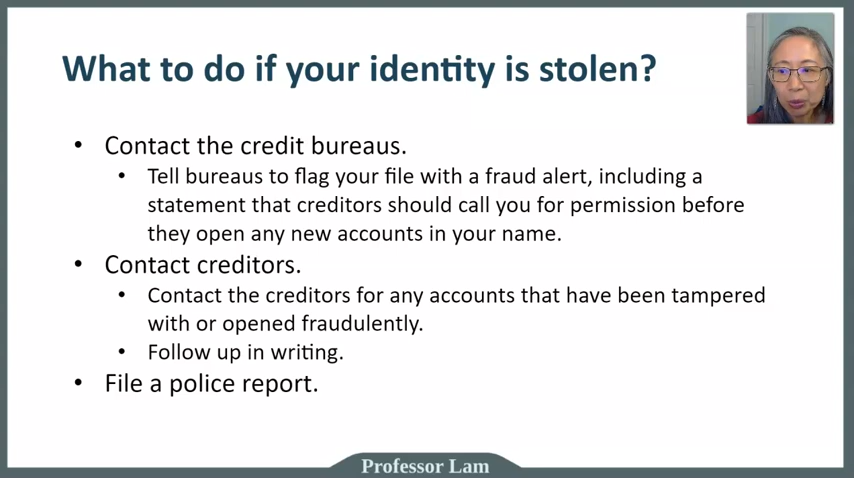 What to do if your identity is stolen?
• Contact the credit bureaus.
• Tell bureaus to flag your file with a fraud alert, including a
statement that creditors should call you for permission before
they open any new accounts in your name.
• Contact creditors.
• Contact the creditors for any accounts that have been tampered
with or opened fraudulently.
• Follow up in writing.
• File a police report.
Professor Lam